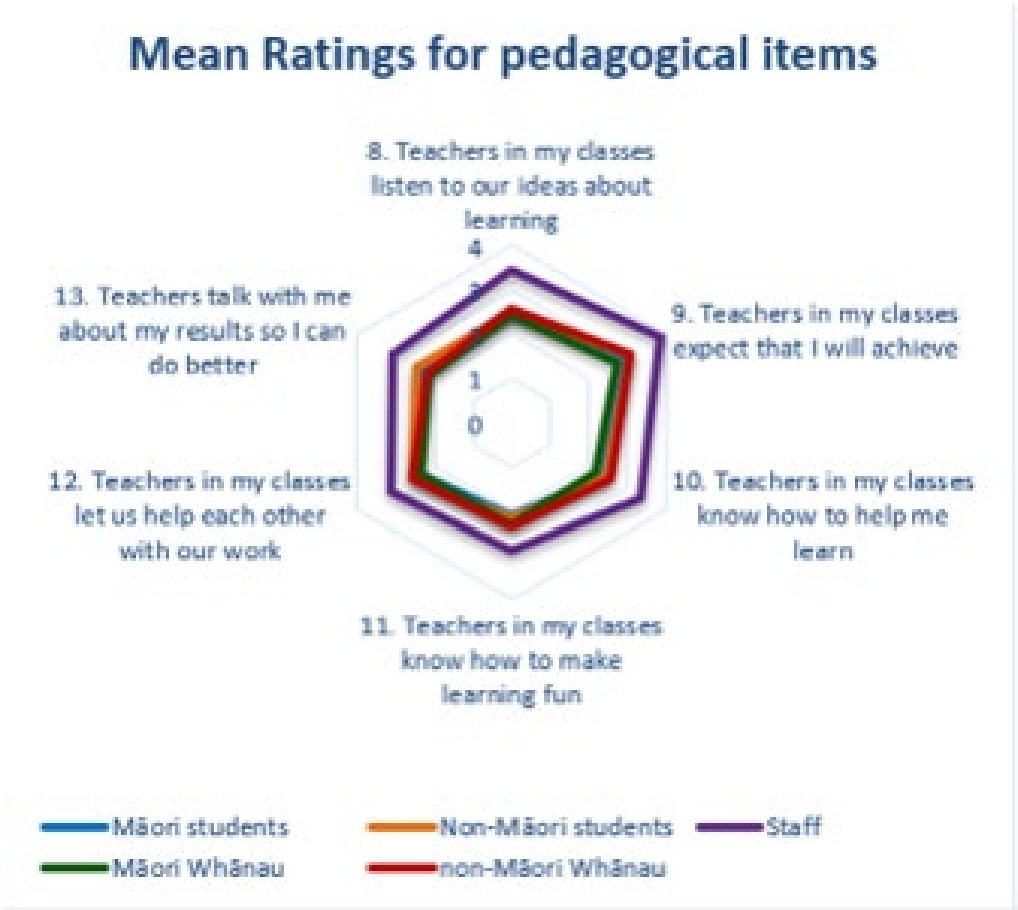 Mean Ratings for pedagogical items
8. Teachers in my classes
listen to our ideas about
learning
4
13. Teachers talk with me
about my results so I can
do better
9. Teachers in my classes
expect that I will achieve
1
0
12. Teachers in my classes
let us help each other
with our work
10. Teachers in my classes
know how to help me
learn
11. Teachers in my classes
know how to make
learning fun
Māori students
Non-Māori students
Staff
Māori Whānau
non-Māori Whānau